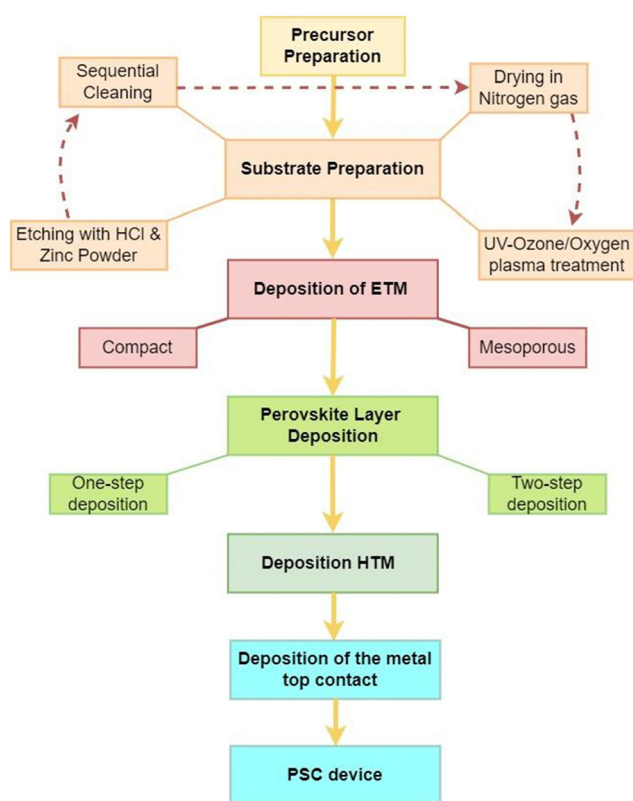 Precursor
Preparation
Sequential
Cleaning
Drying in
Nitrogen gas
Substrate Preparation
Etching with HCl &
Zinc Powder
UV-Ozone/Oxygen
plasma treatment
Deposition of ETM
Compact
Mesoporous
Perovskite Layer
Deposition
One-step
deposition
Two-step
deposition
Deposition HTM
Deposition of the metal
top contact
PSC device